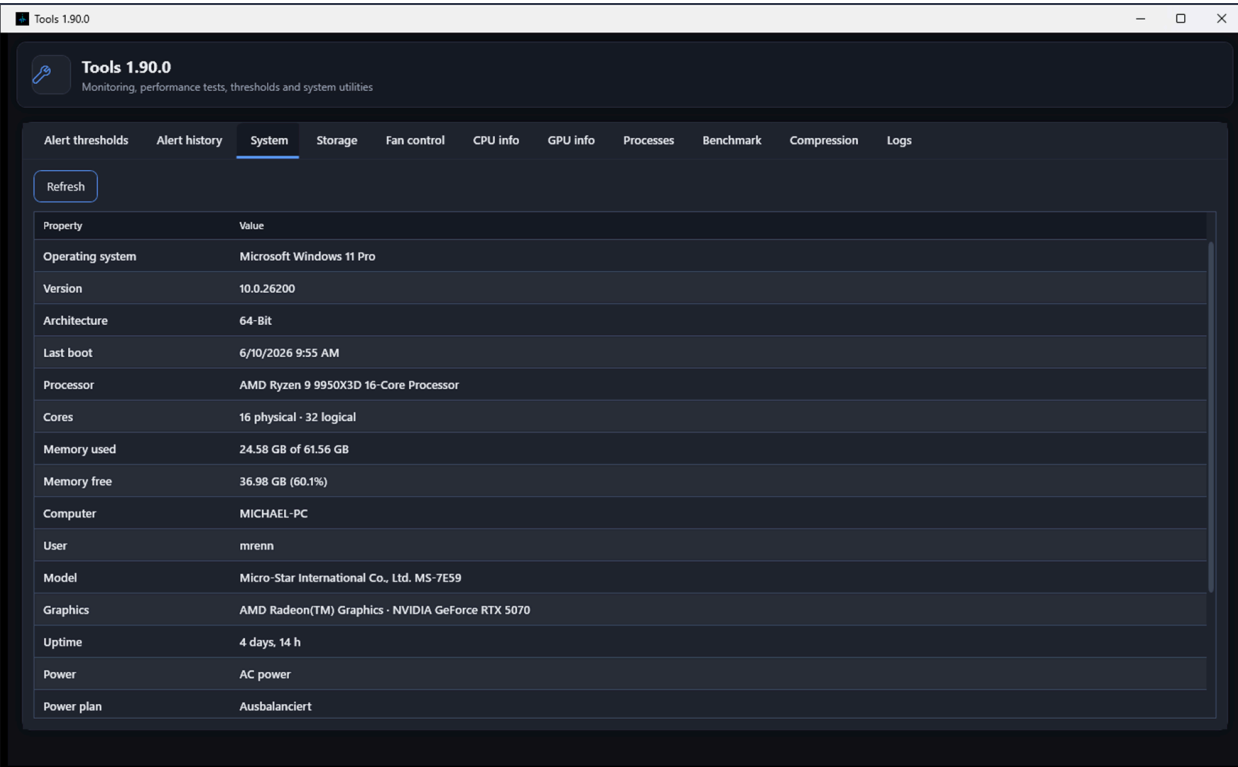 Tools 1.90.0
Tools 1.90.0
Monitoring, performance tests, thresholds and system utilities
Alert thresholds Alert history System Storage Fan control CPU info GPU info Processes Benchmark Compression Logs
Refresh
Property Value
Operating system Microsoft Windows 11 Pro
Version 10.0.26200
Architecture 64-Bit
Last boot 6/10/2026 9:55 AM
Processor AMD Ryzen 9 9950X3D 16-Core Processor
Cores 16 physical · 32 logical
Memory used 24.58 GB of 61.56 GB
Memory free 36.98 GB (60.1%)
Computer MICHAEL-PC
User mrenn
Model Micro-Star International Co., Ltd. MS-7E59
Graphics AMD Radeon(TM) Graphics · NVIDIA GeForce RTX 5070
Uptime 4 days, 14 h
Power AC power
Power plan Ausbalanciert